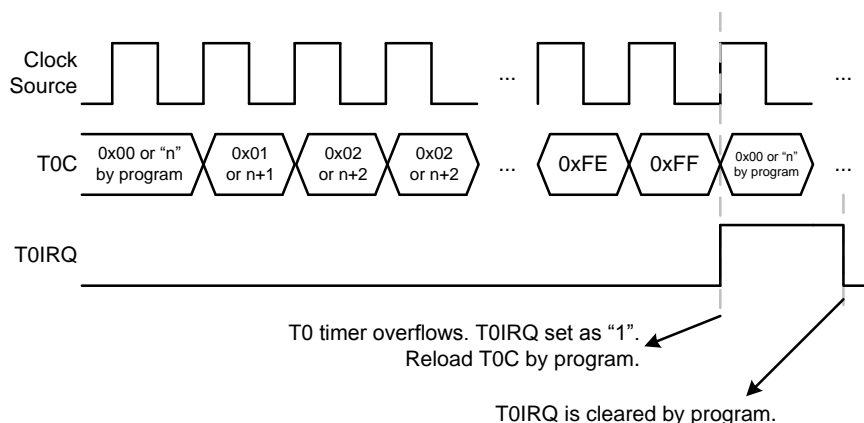 Clock
Source
...
...
T0C
0x00 or “n”
by program
0x01
or n+1
0x02
or n+2
0x02
or n+2
...
0xFE
0xFF
0x00 or “n”
by program
...
T0IRQ
T0 timer overflows. T0IRQ set as “1”.
Reload T0C by program.
T0IRQ is cleared by program.